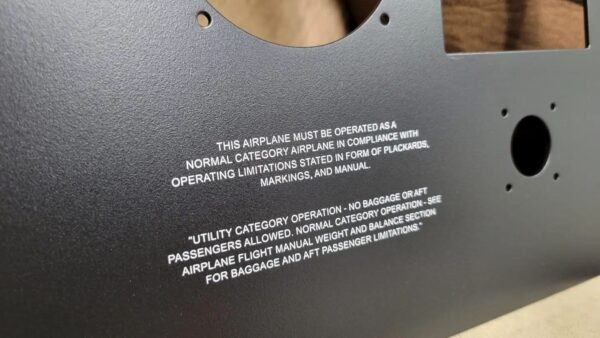 THIS AIRPLANE MUST BE OPERATED AS A
NORMAL CATEGORY AIRPLANE IN COMPLIANCE WITH
OPERATING LIMITATIONS STATED IN FORM OF PLACKARDS,
MARKINGS, AND MANUAL.
"UTILITY CATEGORY OPERATION - NO BAGGAGE OR AFT
PASSENGERS ALLOWED. NORMAL CATEGORY OPERATION - SEE
AIRPLANE FLIGHT MANUAL WEIGHT AND BALANCE SECTION
FOR BAGGAGE AND AFT PASSENGER LIMITATIONS."